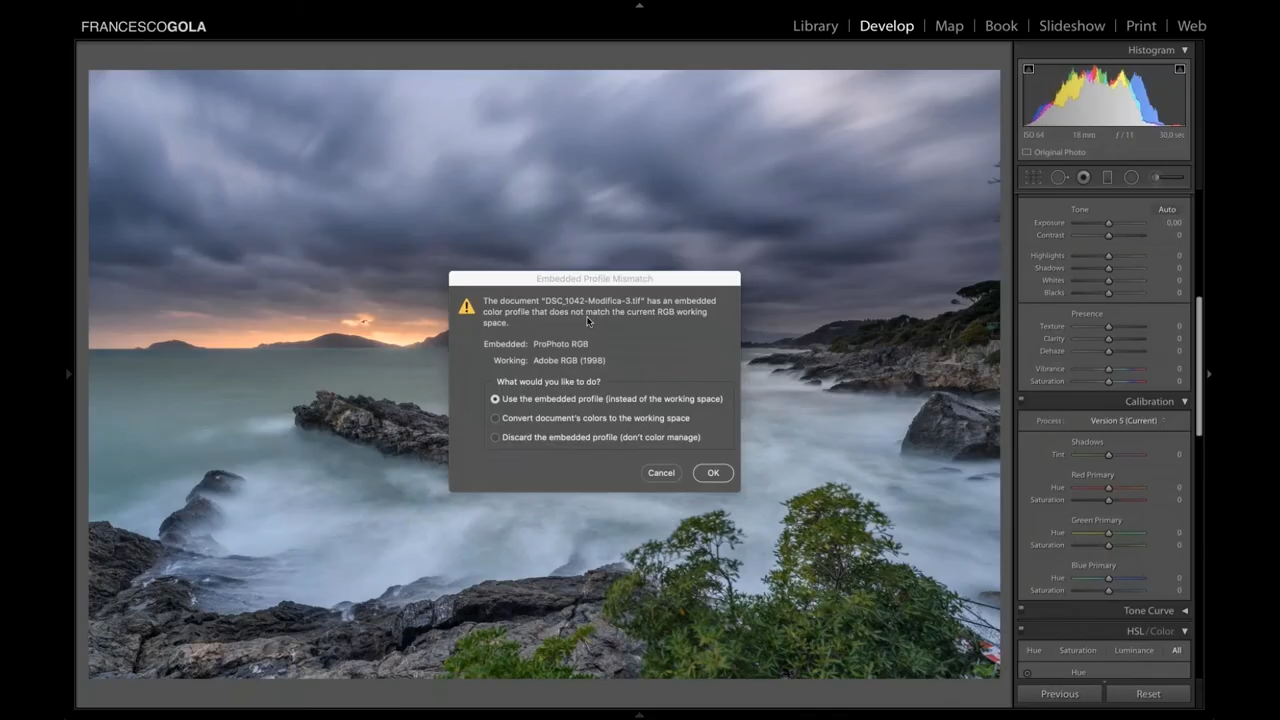 FRANCESCOGOLA
Library | Develop | Map | Book | Slideshow | Print | Web
Histogram
ISO 64 18 mm f / 11 30,0 sec
Original Photo
Tone Auto
Exposure 0,00
Contrast 0
Highlights 0
Shadows 0
Whites 0
Blacks 0
Presence
Texture 0
Clarity 0
Dehaze 0
Vibrance 0
Saturation 0
Calibration
Process: Version 5 (Current)
Shadows
Tint 0
Red Primary
Hue 0
Saturation 0
Green Primary
Hue 0
Saturation 0
Blue Primary
Hue 0
Saturation 0
Tone Curve
HSL / Color
Hue Saturation Luminance All
Hue
Previous Reset
Embedded Profile Mismatch
The document "DSC_1042-Modifica-3.tif" has an embedded
color profile that does not match the current RGB working
space.
Embedded: ProPhoto RGB
Working: Adobe RGB (1998)
What would you like to do?
Use the embedded profile (instead of the working space)
Convert document's colors to the working space
Discard the embedded profile (don't color manage)
Cancel OK